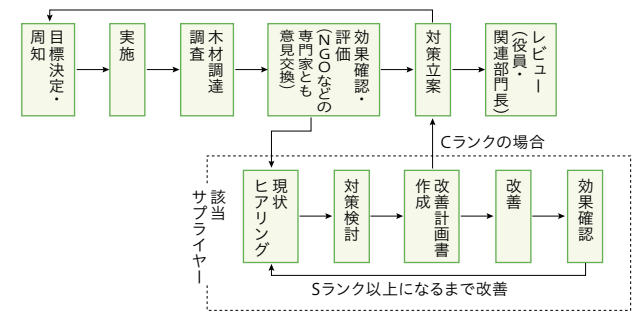 目標決定・
周知
実施
木材調達
調査
効果確認・
評価
(NGOなどの
専門家とも
意見交換)
対策立案
レビュー
(役員・
関連部門長)
Cランクの場合
該当
サプライヤー
現状
ヒアリング
対策検討
改善計画書
作成
改善
効果確認
Sランク以上になるまで改善